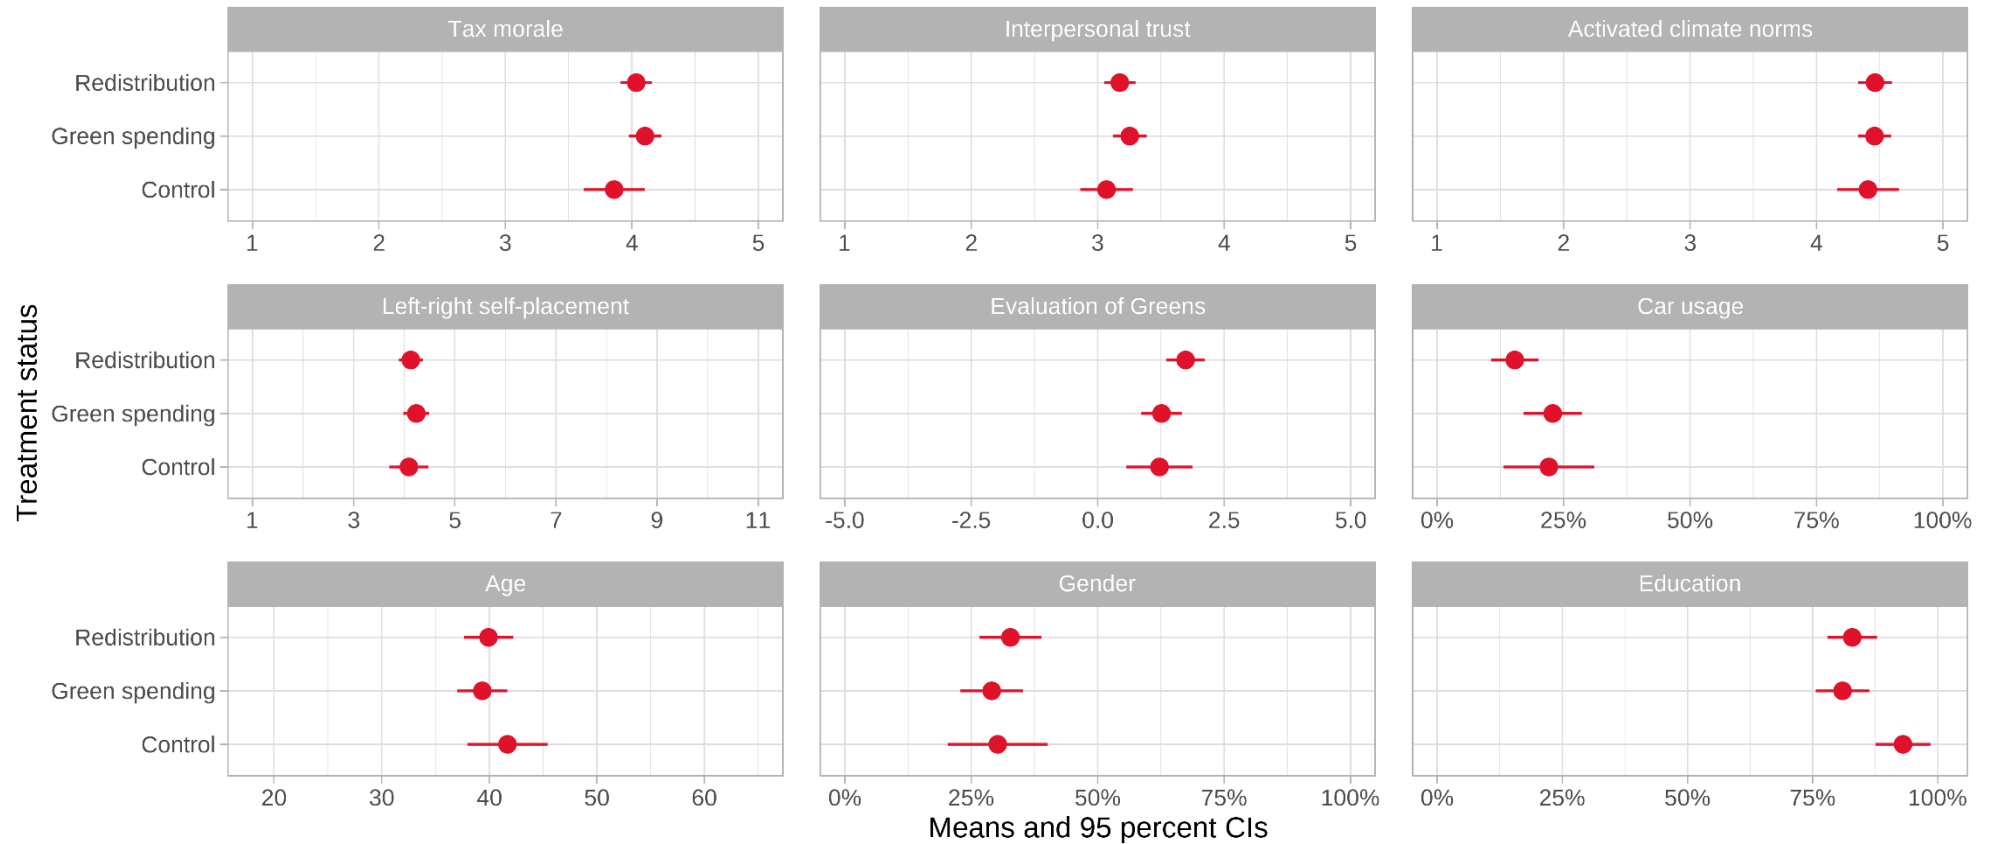 Tax morale
Interpersonal trust
Activated climate norms
Redistribution
Green spending
Control
1 2 3 4 5
1 2 3 4 5
1 2 3 4 5
Left-right self-placement
Evaluation of Greens
Car usage
Treatment status
Redistribution
Green spending
Control
1 3 5 7 9 11
-5.0 -2.5 0.0 2.5 5.0
0% 25% 50% 75% 100%
Age
Gender
Education
Redistribution
Green spending
Control
20 30 40 50 60
0% 25% 50% 75% 100%
0% 25% 50% 75% 100%
Means and 95 percent CIs